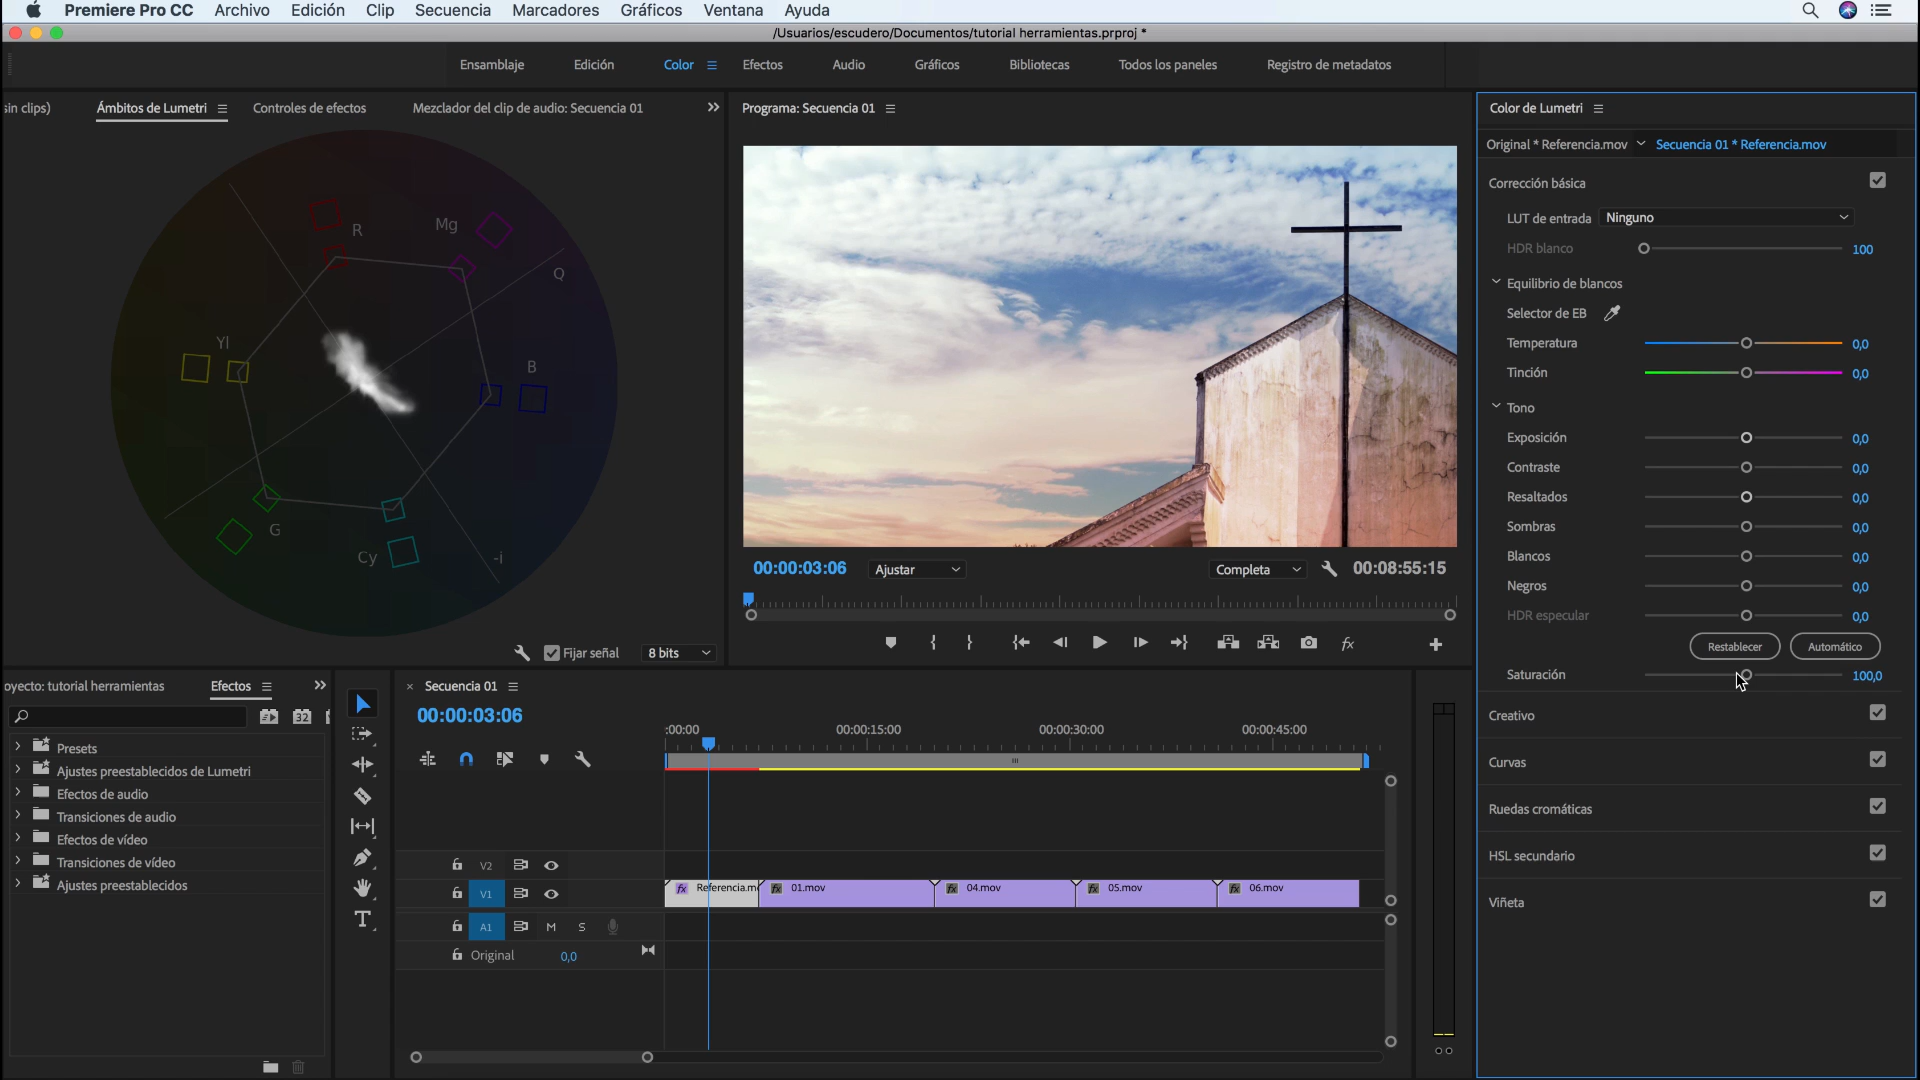 Premiere Pro CC Archivo Edición Clip Secuencia Marcadores Gráficos Ventana Ayuda
/Usuarios/escudero/Documentos/tutorial herramientas.prproj *
Ensamblaje Edición Color Efectos Audio Gráficos Bibliotecas Todos los paneles Registro de metadatos
sin clips) Ámbitos de Lumetri Controles de efectos Mezclador del clip de audio: Secuencia 01
R Mg Q B Yl G Cy -i
Fijar señal 8 bits
Programa: Secuencia 01
00:00:03:06 Ajustar Completa 00:08:55:15
fx
Color de Lumetri
Original * Referencia.mov Secuencia 01 * Referencia.mov
Corrección básica
LUT de entrada Ninguno
HDR blanco 100
Equilibrio de blancos
Selector de EB
Temperatura 0,0
Tinción 0,0
Tono
Exposición 0,0
Contraste 0,0
Resaltados 0,0
Sombras 0,0
Blancos 0,0
Negros 0,0
HDR especular 0,0
Restablecer Automático
Saturación 100,0
Creativo
Curvas
Ruedas cromáticas
HSL secundario
Viñeta
oyecto: tutorial herramientas Efectos
32
Presets
Ajustes preestablecidos de Lumetri
Efectos de audio
Transiciones de audio
Efectos de vídeo
Transiciones de vídeo
Ajustes preestablecidos
T
Secuencia 01
00:00:03:06
:00:00 00:00:15:00 00:00:30:00 00:00:45:00
V2
V1 fx Referencia.m fx 01.mov fx 04.mov fx 05.mov fx 06.mov
A1 M S
Original 0,0